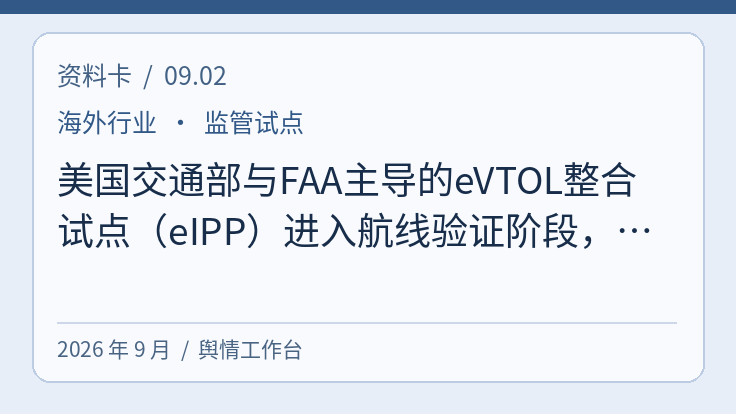 资料卡 / 09.02
海外行业 · 监管试点
美国交通部与FAA主导的eVTOL整合
试点（eIPP）进入航线验证阶段，…
2026 年 9 月 / 舆情工作台